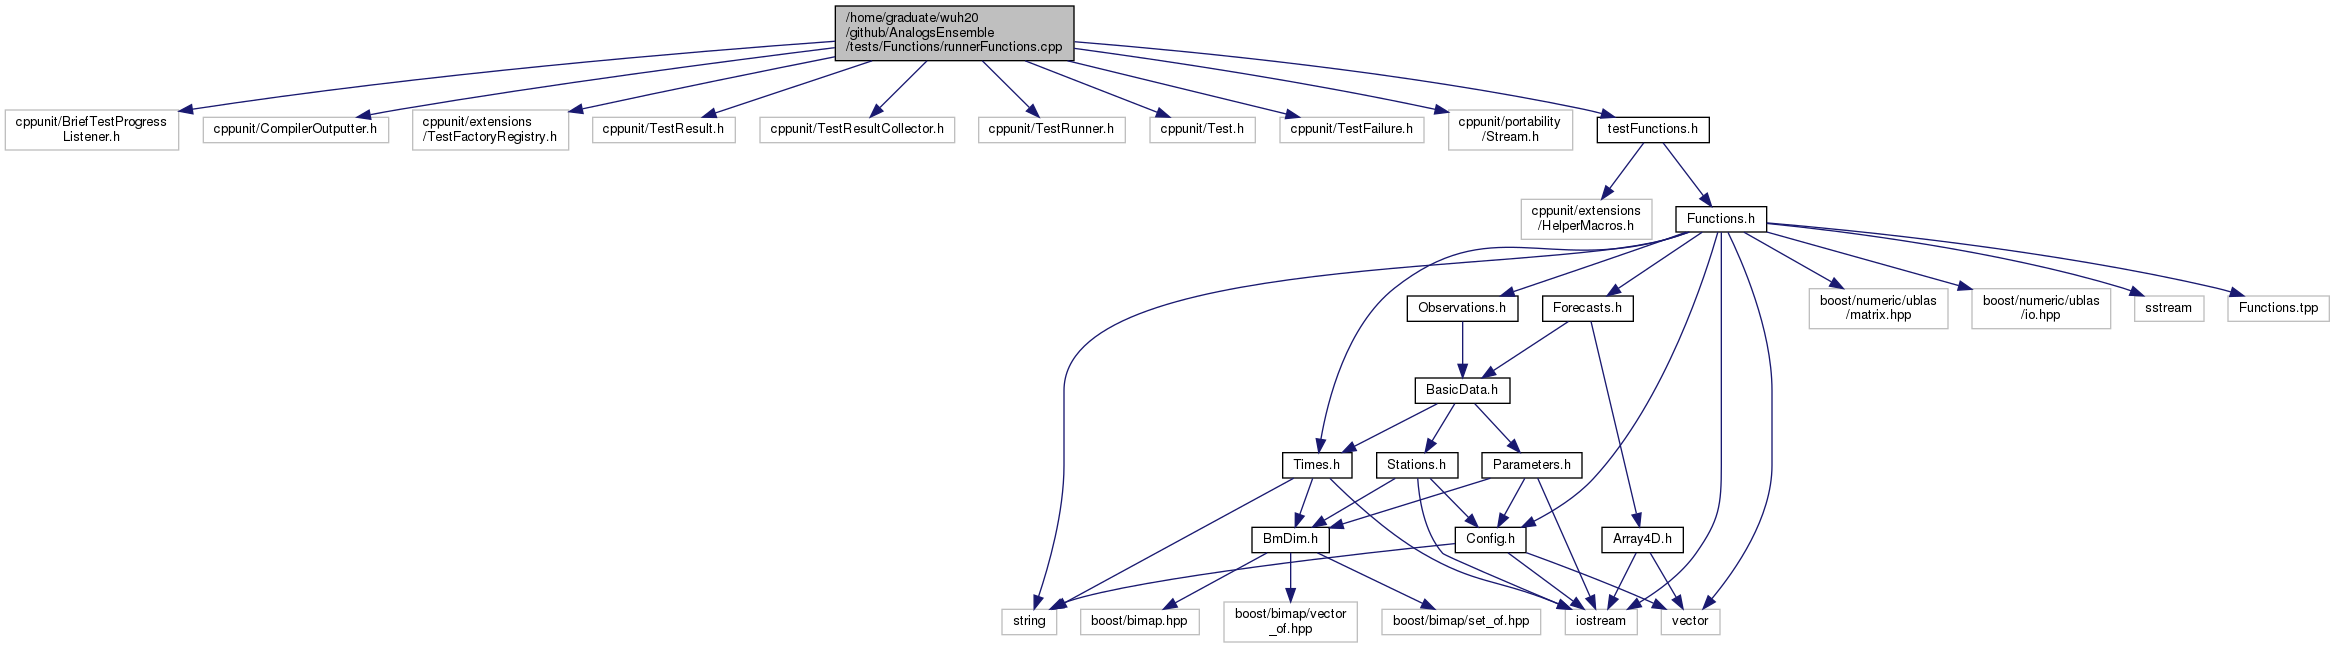 /home/graduate/wuh20
/github/AnalogsEnsemble
/tests/Functions/runnerFunctions.cpp
cppunit/BriefTestProgress
Listener.h
cppunit/CompilerOutputter.h
cppunit/extensions
/TestFactoryRegistry.h
cppunit/TestResult.h
cppunit/TestResultCollector.h
cppunit/TestRunner.h
cppunit/Test.h
cppunit/TestFailure.h
cppunit/portability
/Stream.h
testFunctions.h
cppunit/extensions
/HelperMacros.h
Functions.h
Observations.h
Forecasts.h
boost/numeric/ublas
/matrix.hpp
boost/numeric/ublas
/io.hpp
sstream
Functions.tpp
BasicData.h
Times.h
Stations.h
Parameters.h
BmDim.h
Config.h
Array4D.h
string
boost/bimap.hpp
boost/bimap/vector
_of.hpp
boost/bimap/set_of.hpp
iostream
vector